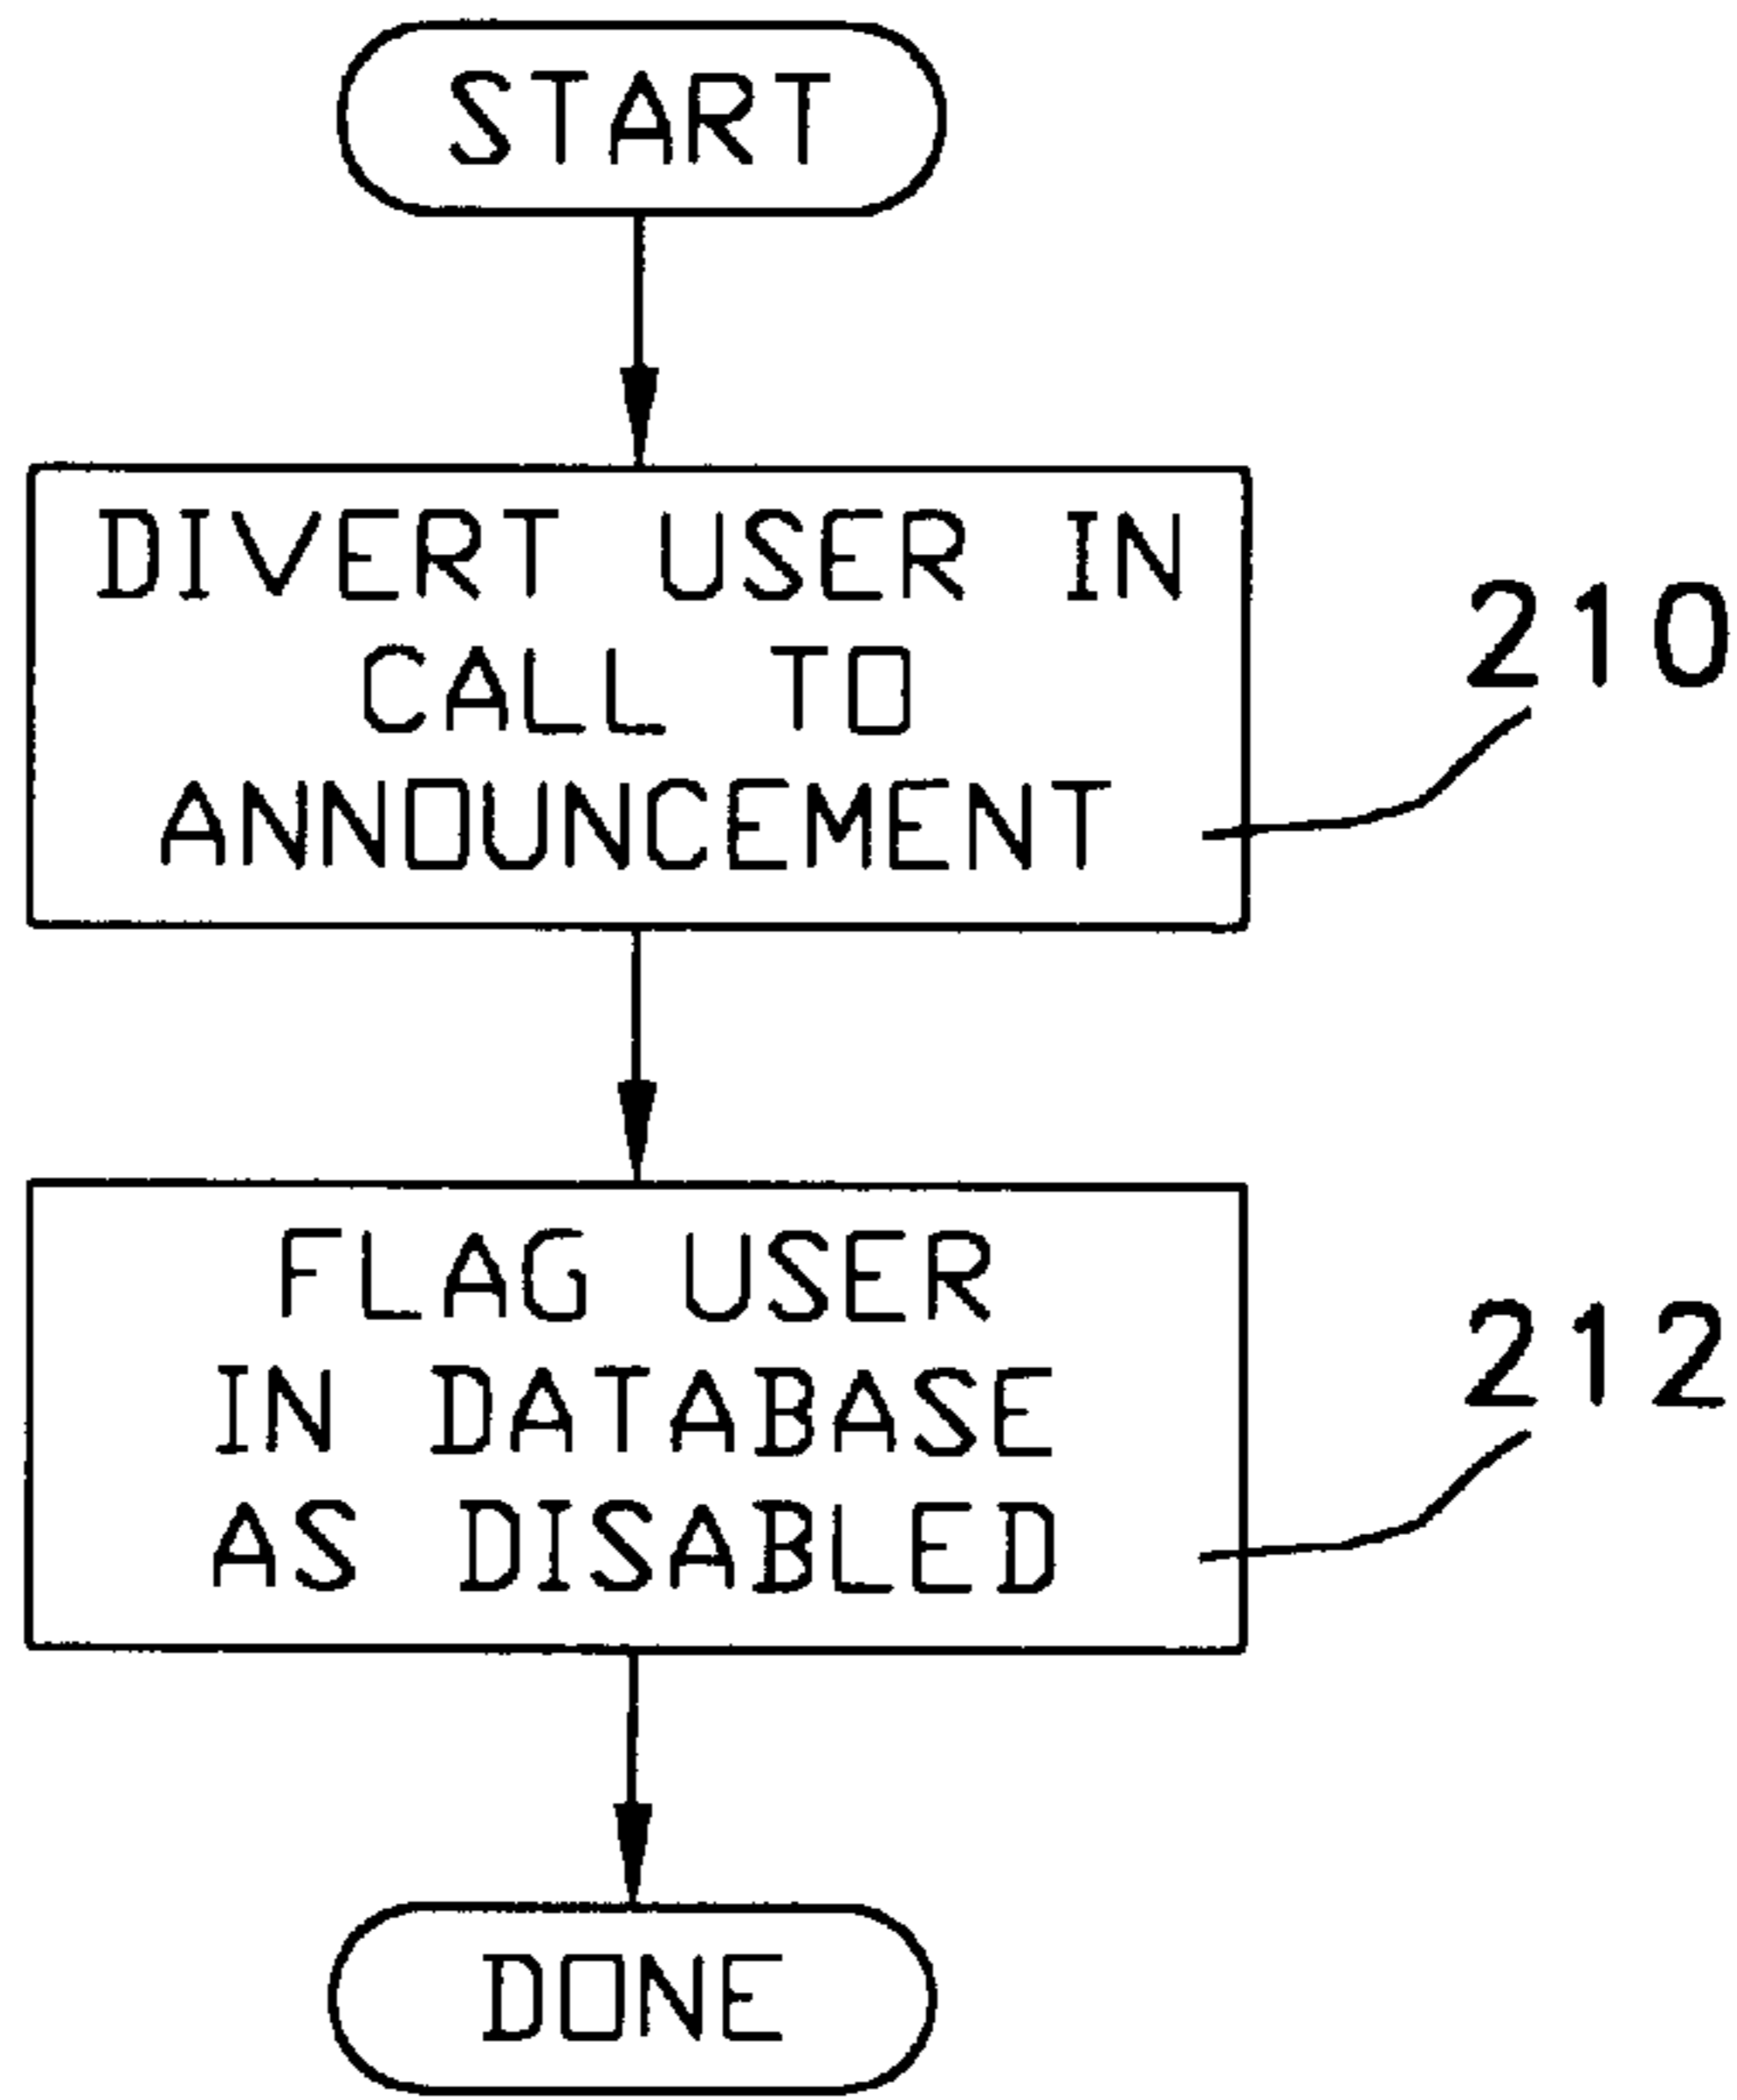 START
DIVERT USER IN
CALL TO
ANNOUNCEMENT
210
FLAG USER
IN DATABASE
AS DISABLED
212
DONE